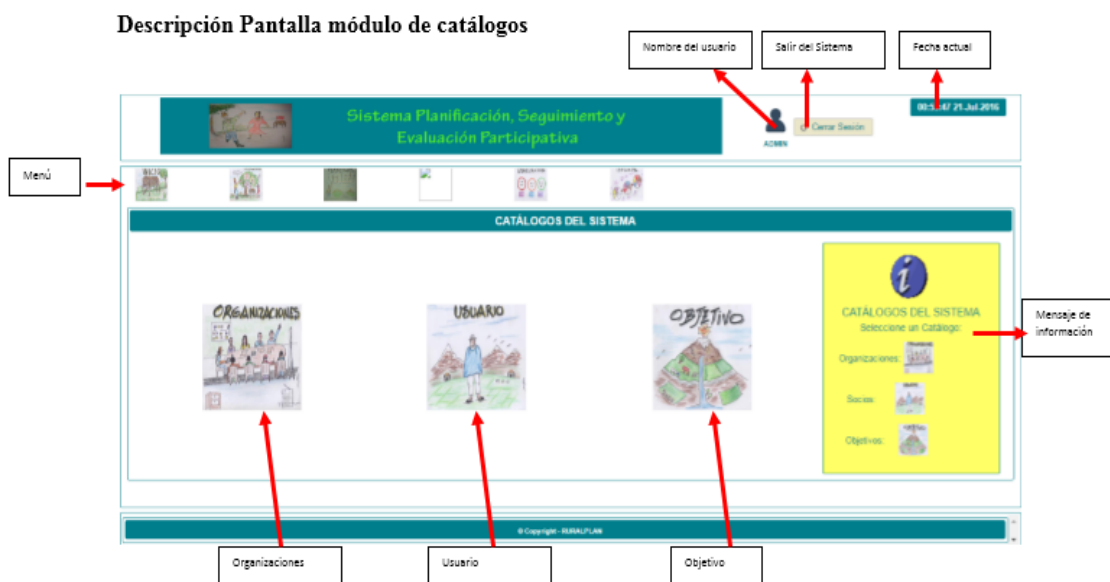 Descripción Pantalla módulo de catálogos
Nombre del usuario
Salir del Sistema
Fecha actual
Sistema Planificación, Seguimiento y
Evaluación Participativa
21-Jul-2016
Cerrar Sesión
ADMIN
Menú
CATÁLOGOS DEL SISTEMA
ORGANIZACIONES
USUARIO
OBJETIVO
CATÁLOGOS DEL SISTEMA
Seleccione un Catálogo:
Organizaciones:
Socios:
Objetivos:
Mensaje de
información
© Copyright - RURALPLAN
Organizaciones
Usuario
Objetivo